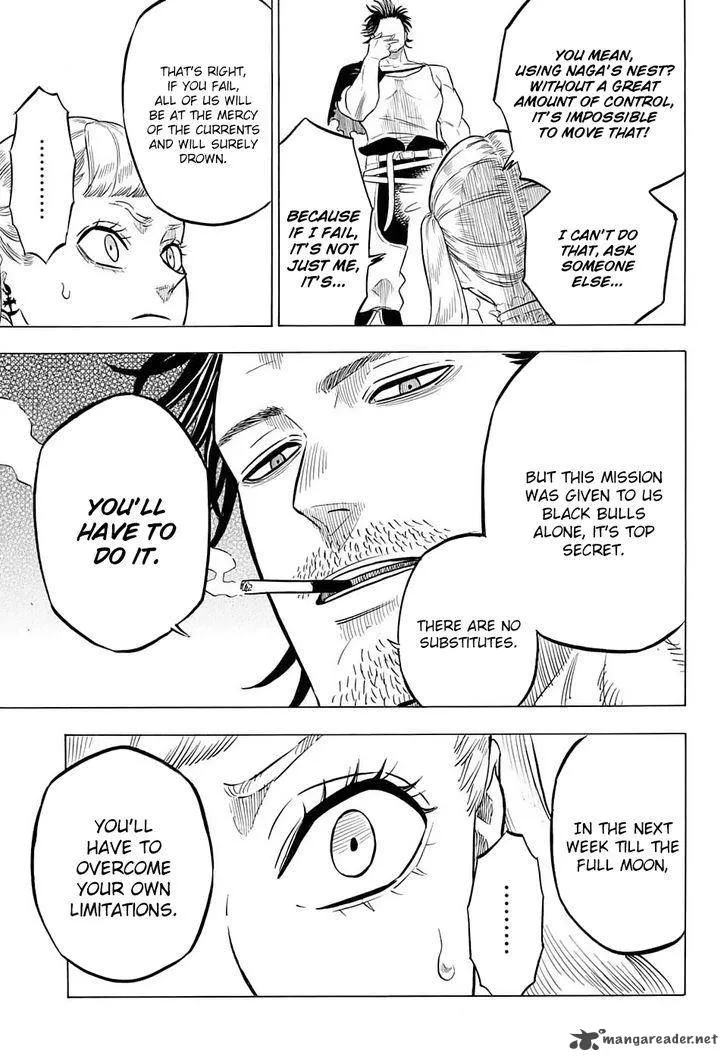 YOU MEAN,
USING NAGA'S NEST?
WITHOUT A GREAT
AMOUNT OF CONTROL,
IT'S IMPOSSIBLE
TO MOVE THAT!
I CAN'T DO
THAT, ASK
SOMEONE
ELSE...
BECAUSE
IF I FAIL,
IT'S NOT
JUST ME,
IT'S...
THAT'S RIGHT,
IF YOU FAIL,
ALL OF US WILL
BE AT THE MERCY
OF THE CURRENTS
AND WILL SURELY
DROWN.
........
BUT THIS MISSION
WAS GIVEN TO US
BLACK BULLS
ALONE, IT'S TOP
SECRET.
THERE ARE NO
SUBSTITUTES.
YOU'LL
HAVE TO
DO IT.
IN THE NEXT
WEEK TILL THE
FULL MOON,
........
YOU'LL
HAVE TO
OVERCOME
YOUR OWN
LIMITATIONS.
mangareader.net